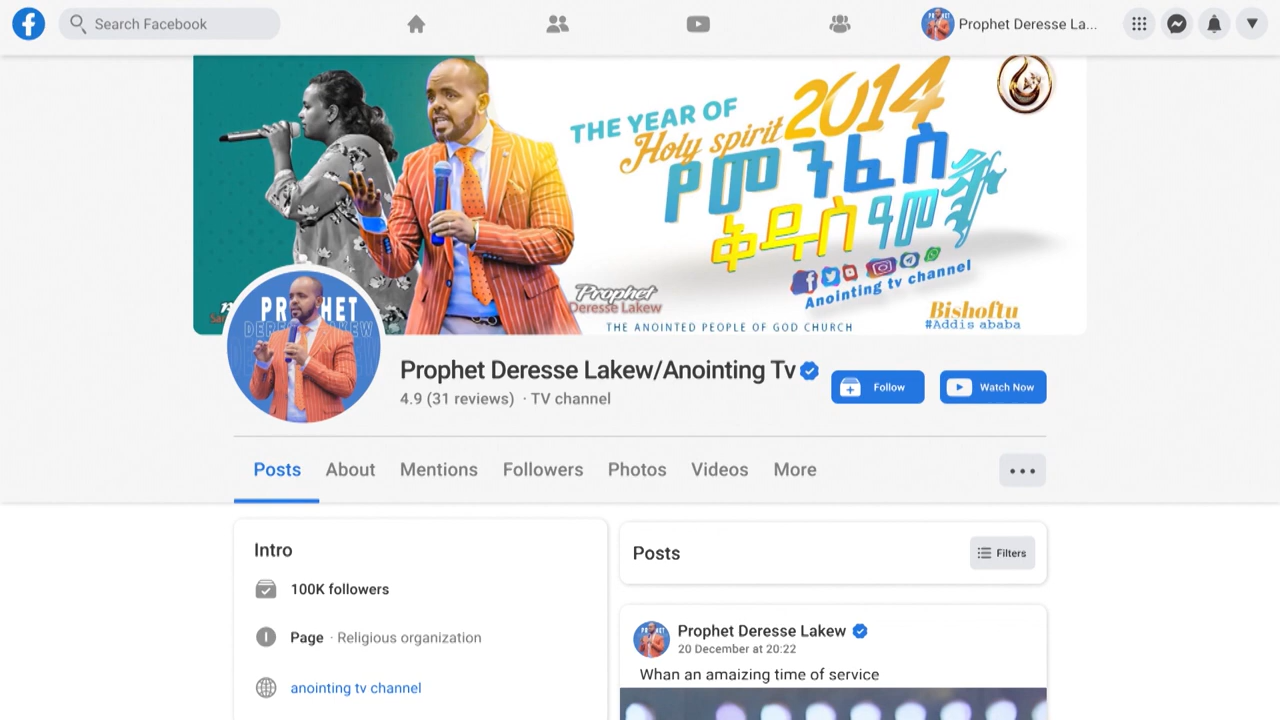 Search Facebook
Prophet Deresse La...
THE YEAR OF
Holy spirit
2014
የመንፈስ
ቅዱስ ዓመት
Anointing tv channel
Prophet
Deresse Lakew
Bishoftu
#Addis ababa
THE ANOINTED PEOPLE OF GOD CHURCH
PROPHET
DERESSE LAKEW
Prophet Deresse Lakew/Anointing Tv
4.9 (31 reviews) · TV channel
Follow
Watch Now
Posts About Mentions Followers Photos Videos More
Intro
100K followers
Page · Religious organization
anointing tv channel
Posts
Filters
Prophet Deresse Lakew
20 December at 20:22
Whan an amaizing time of service